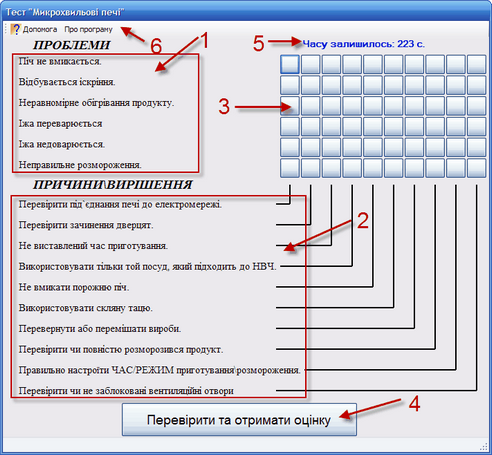 Тест "Микрохвильові печі"
Допомога Про програму
6
1
5
Часу залишилось: 223 с.
ПРОБЛЕМИ
Піч не вмикається.
Відбувається іскріння.
Неравномірне обігрівання продукту.
3
Їжа переварюється
Їжа недоварюється.
Неправильне розмороження.
ПРИЧИНИ\ВИРІШЕННЯ
Перевірити під`єднання печі до електромережі.
Перевірити зачинення дверцят.
2
Не виставлений час приготування.
Використовувати тільки той посуд, який підходить до НВЧ.
Не вмикати порожню піч.
Використовувати скляну тацю.
Перевернути або перемішати вироби.
Перевірити чи повністю розморозився продукт.
Правильно настроїти ЧАС/РЕЖИМ приготування\розмороження.
Перевірити чи не заблоковані вентиляційні отвори
Перевірити та отримати оцінку
4